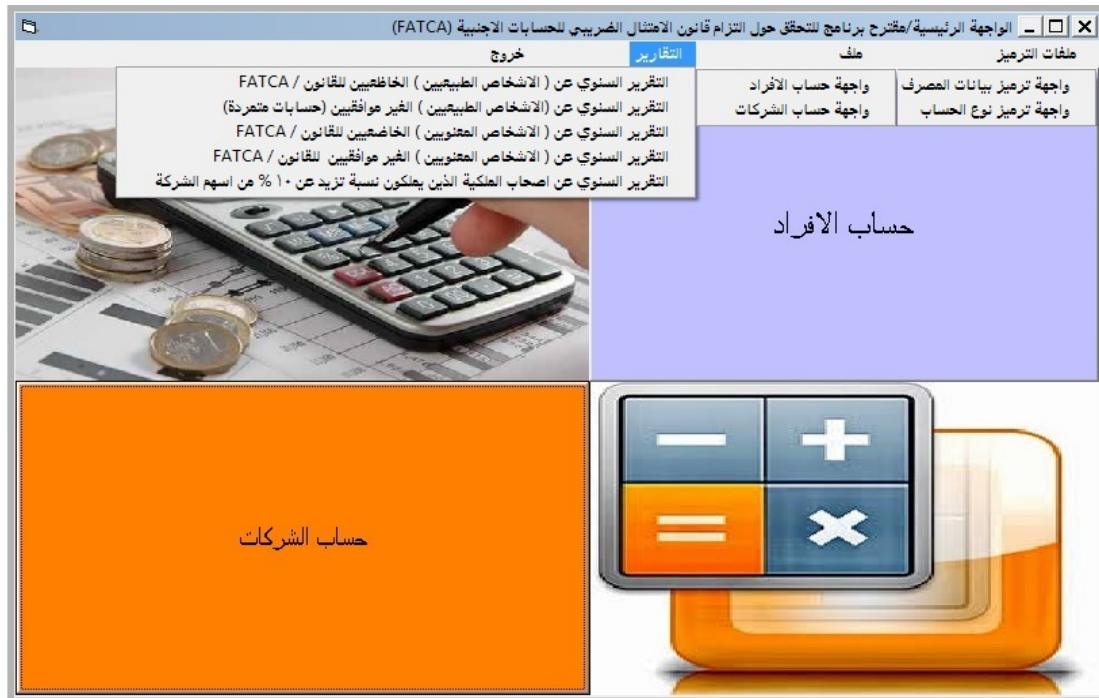 الواجهة الرئيسية/مقترح برنامج للتحقق حول التزام قانون الامتثال الضريبي للحسابات الاجنبية (FATCA)
ملفات الترميز ملف التقارير خروج
واجهة ترميز بيانات المصرف
واجهة ترميز نوع الحساب
واجهة حساب الافراد
واجهة حساب الشركات
التقرير السنوي عن ( الاشخاص الطبيعيين ) الخاظعيين للقانون / FATCA
التقرير السنوي عن (الاشخاص الطبيعيين ) الغير موافقيين (حسابات متمردة)
التقرير السنوي عن ( الاشخاص المعنويين ) الخاضعيين للقانون / FATCA
التقرير السنوي عن ( الاشخاص المعنويين ) الغير موافقيين للقانون / FATCA
التقرير السنوي عن اصحاب الملكية الذين يملكون نسبة تزيد عن ١٠ % من اسهم الشركة
حساب الافراد
حساب الشركات